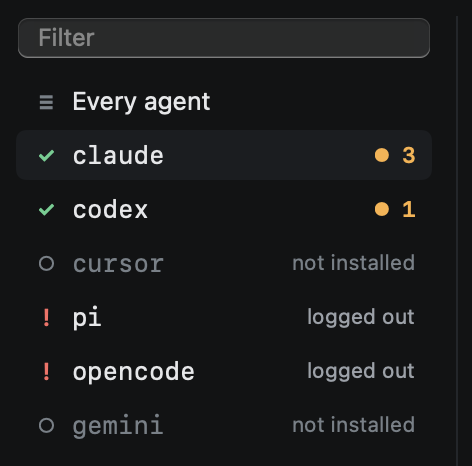 Filter
Every agent
claude 3
codex 1
cursor not installed
! pi logged out
! opencode logged out
gemini not installed